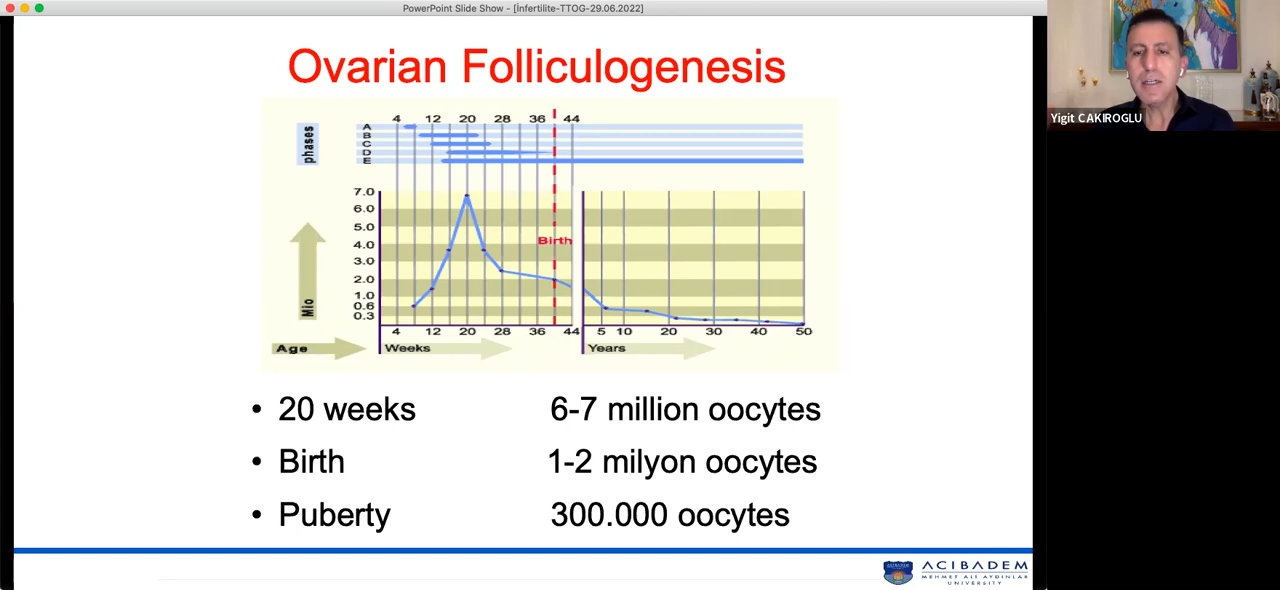 PowerPoint Slide Show - [İnfertilite-TTOG-29.06.2022]
Ovarian Folliculogenesis
4 12 20 28 36 44
phases
A
B
C
D
E
7.0
6.0
5.0
4.0
3.0
2.0
1.0
0.6
0.3
Mio
Birth
4 12 20 28 36 44 5 10 20 30 40 50
Age Weeks Years
• 20 weeks 6-7 million oocytes
• Birth 1-2 milyon oocytes
• Puberty 300.000 oocytes
ACIBADEM
MEHMET ALI AYDINLAR
UNIVERSITY
Yigit CAKIROGLU